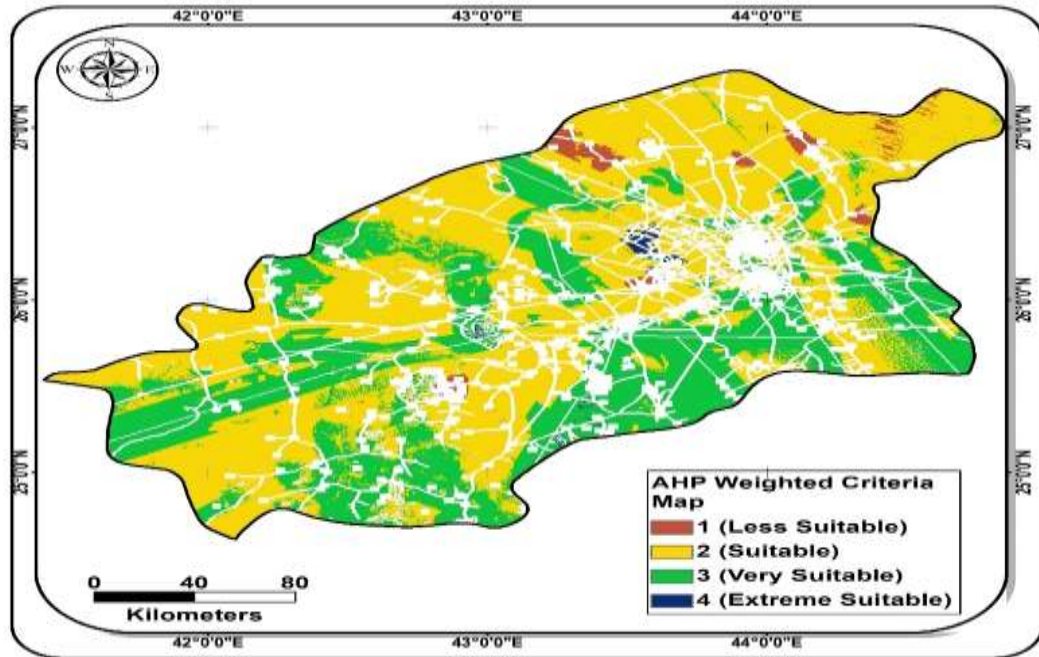 42°0'0"E 43°0'0"E 44°0'0"E
N
W E
S
27°0'0"N 27°0'0"N
26°0'0"N 26°0'0"N
25°0'0"N 25°0'0"N
AHP Weighted Criteria
Map
1 (Less Suitable)
2 (Suitable)
3 (Very Suitable)
4 (Extreme Suitable)
0 40 80
Kilometers
42°0'0"E 43°0'0"E 44°0'0"E